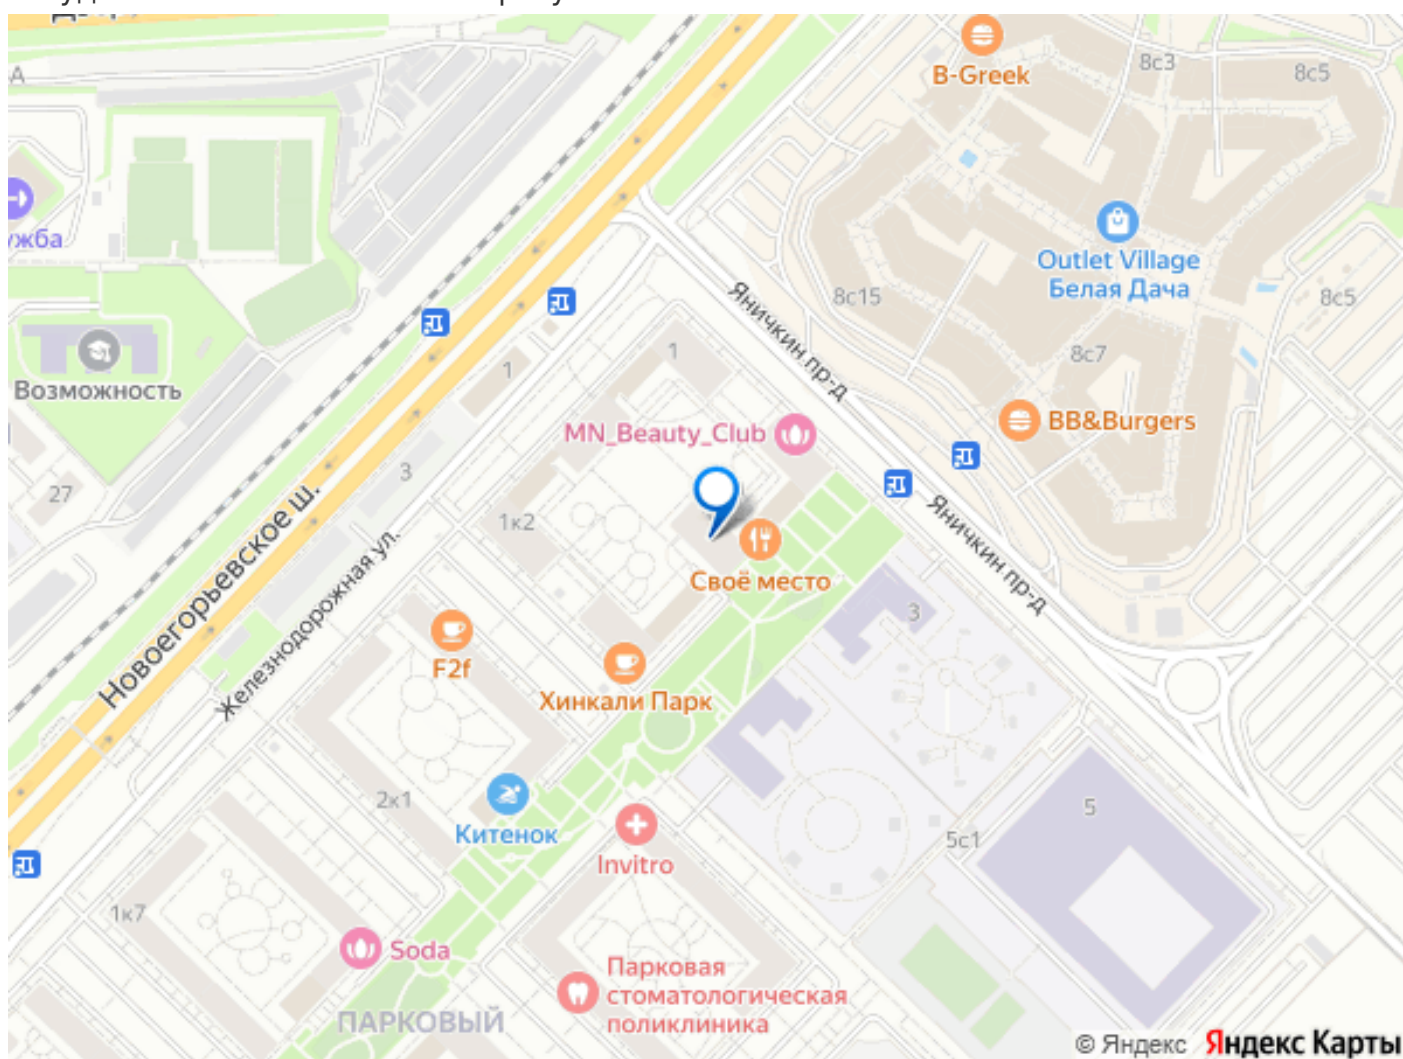 B-Greek
8с3
8с5
ужба
Outlet Village
Белая Дача
8с15
8с5
Яничкин пр-д
8с7
Возможность
1
1
MN_Beauty_Club
BB&Burgers
3
27
1к2
Новоегорьевское ш.
Железнодорожная ул.
Своё место
Яничкин пр-д
3
F2f
Хинкали Парк
2к1
Китенок
Invitro
5
5с1
1к7
Soda
Парковая
стоматологическая
поликлиника
ПАРКОВЫЙ
© Яндекс Яндекс Карты